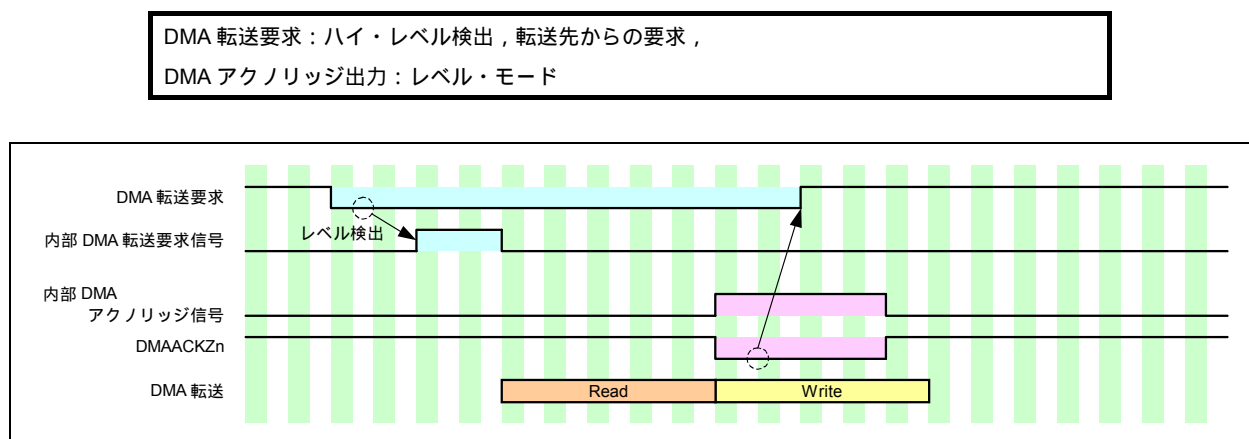 DMA 転送要求：ハイ・レベル検出，転送先からの要求，
DMA アクノリッジ出力：レベル・モード
DMA 転送要求
レベル検出
内部 DMA 転送要求信号
内部 DMA
アクノリッジ信号
DMAACKZn
DMA 転送
Read
Write